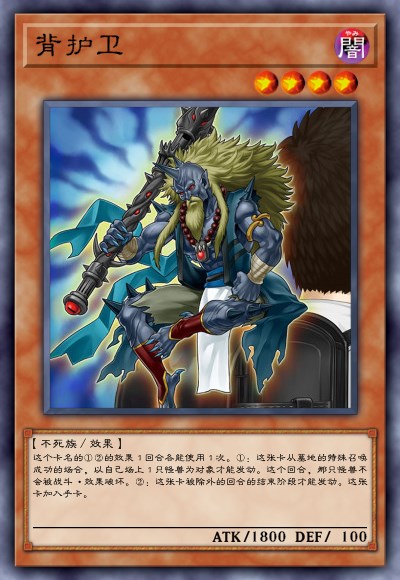 背护卫
やみ
闇
【不死族／效果】
这个卡名的①②的效果1回合各能使用1次。①：这张卡从墓地的特殊召唤
成功的场合，以自己场上1只怪兽为对象才能发动。这个回合，那只怪兽不
会被战斗·效果破坏。②：这张卡被除外的回合的结束阶段才能发动。这张
卡加入手卡。
ATK/1800 DEF/ 100